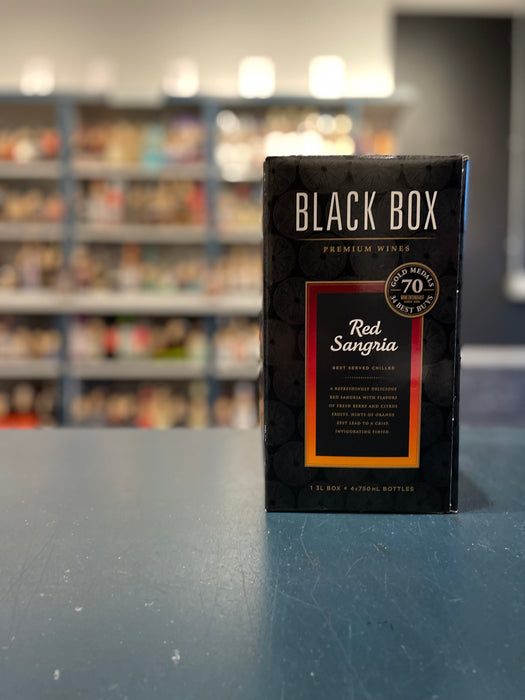 BLACK BOX
PREMIUM WINES
GOLD MEDALS
70
34 BEST BUYS
Red
Sangria
BEST SERVED CHILLED
A REFRESHINGLY DELICIOUS
RED SANGRIA WITH FLAVORS
OF FRESH BERRY AND CITRUS
FRUITS. HINTS OF ORANGE
ZEST LEAD TO A CRISP,
INVIGORATING FINISH.
1 3L BOX = 4x750mL BOTTLES